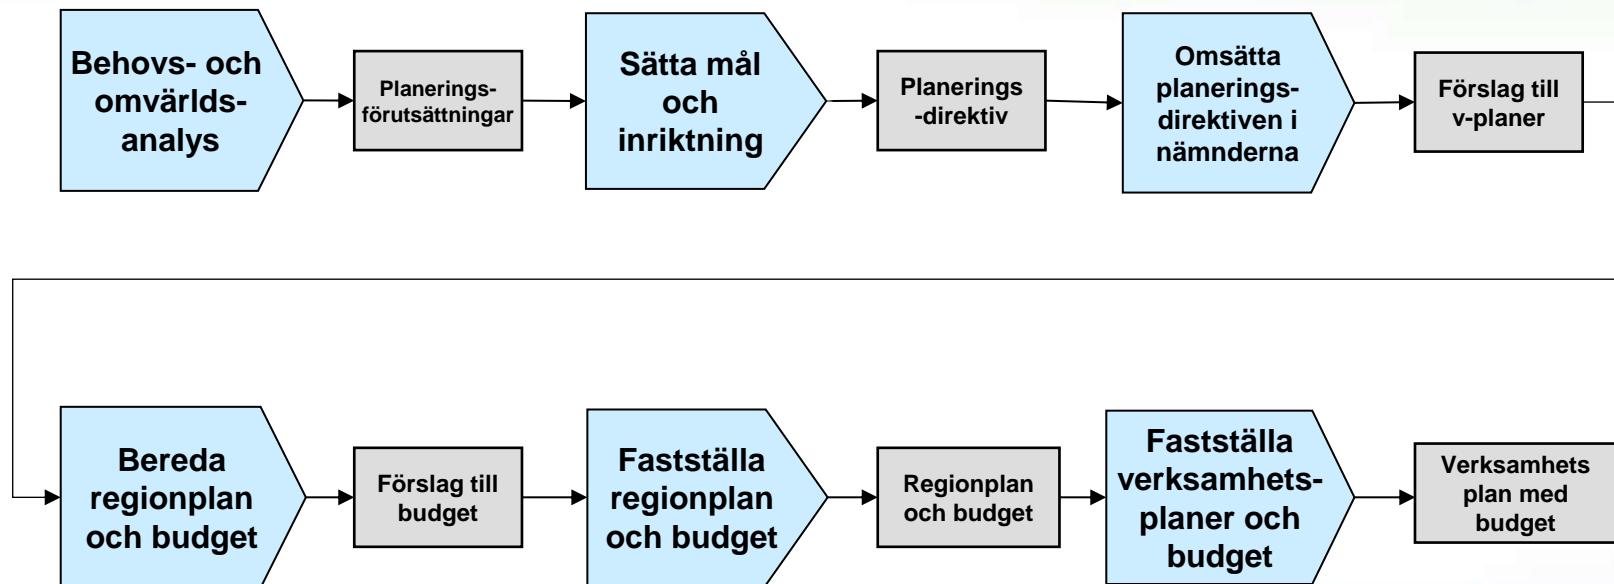 Behovs- och
omvärlds-
analys
Planerings-
förutsättningar
Sätta mål
och
inriktning
Planerings
-direktiv
Omsätta
planerings-
direktiven i
nämnderna
Förslag till
v-planer
Bereda
regionplan
och budget
Förslag till
budget
Fastställa
regionplan
och budget
Regionplan
och budget
Fastställa
verksamhets-
planer och
budget
Verksamhets
plan med
budget